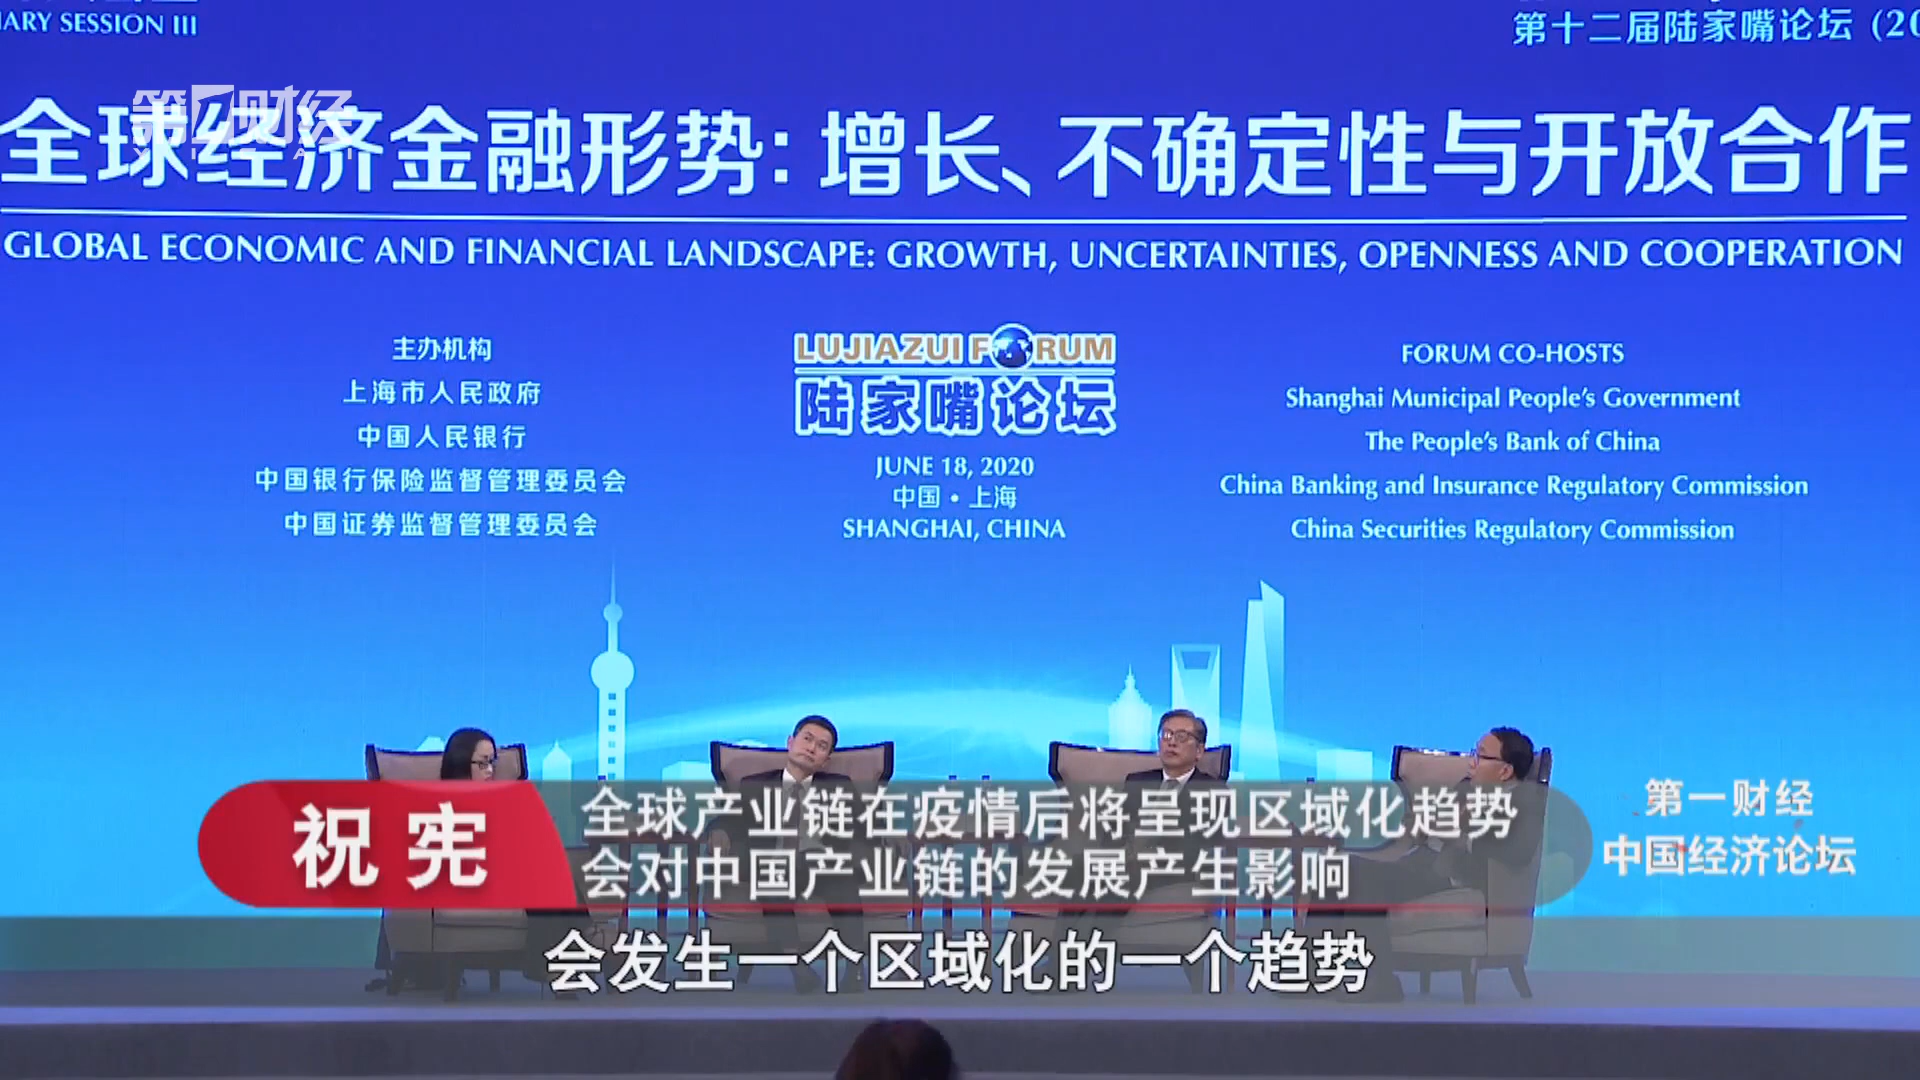 ARY SESSION III
第十二届陆家嘴论坛 (20
第一财经
YICAI
全球经济金融形势：增长、不确定性与开放合作
GLOBAL ECONOMIC AND FINANCIAL LANDSCAPE: GROWTH, UNCERTAINTIES, OPENNESS AND COOPERATION
主办机构
上海市人民政府
中国人民银行
中国银行保险监督管理委员会
中国证券监督管理委员会
LUJIAZUI FORUM
陆家嘴论坛
JUNE 18, 2020
中国·上海
SHANGHAI, CHINA
FORUM CO-HOSTS
Shanghai Municipal People's Government
The People's Bank of China
China Banking and Insurance Regulatory Commission
China Securities Regulatory Commission
祝宪
全球产业链在疫情后将呈现区域化趋势
会对中国产业链的发展产生影响
第一财经
中国经济论坛
会发生一个区域化的一个趋势